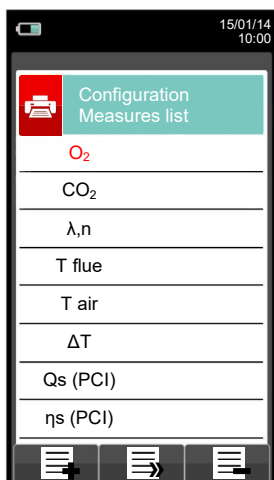 15/01/14
10:00
Configuration
Measures list
O₂
CO₂
λ,n
T flue
T air
ΔT
Qs (PCI)
ηs (PCI)